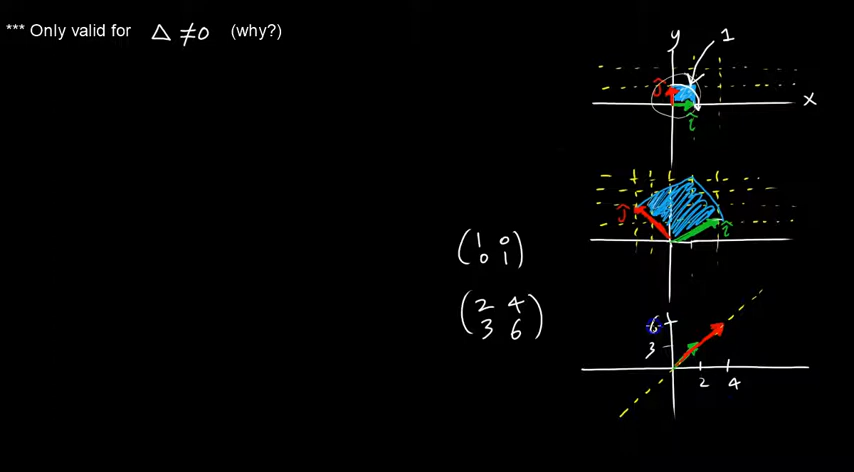 *** Only valid for △ ≠0 (why?)
y
1
ĵ
x
î
ĵ
î
(1 0
0 1)
(2 4
3 6)
6
3
2 4